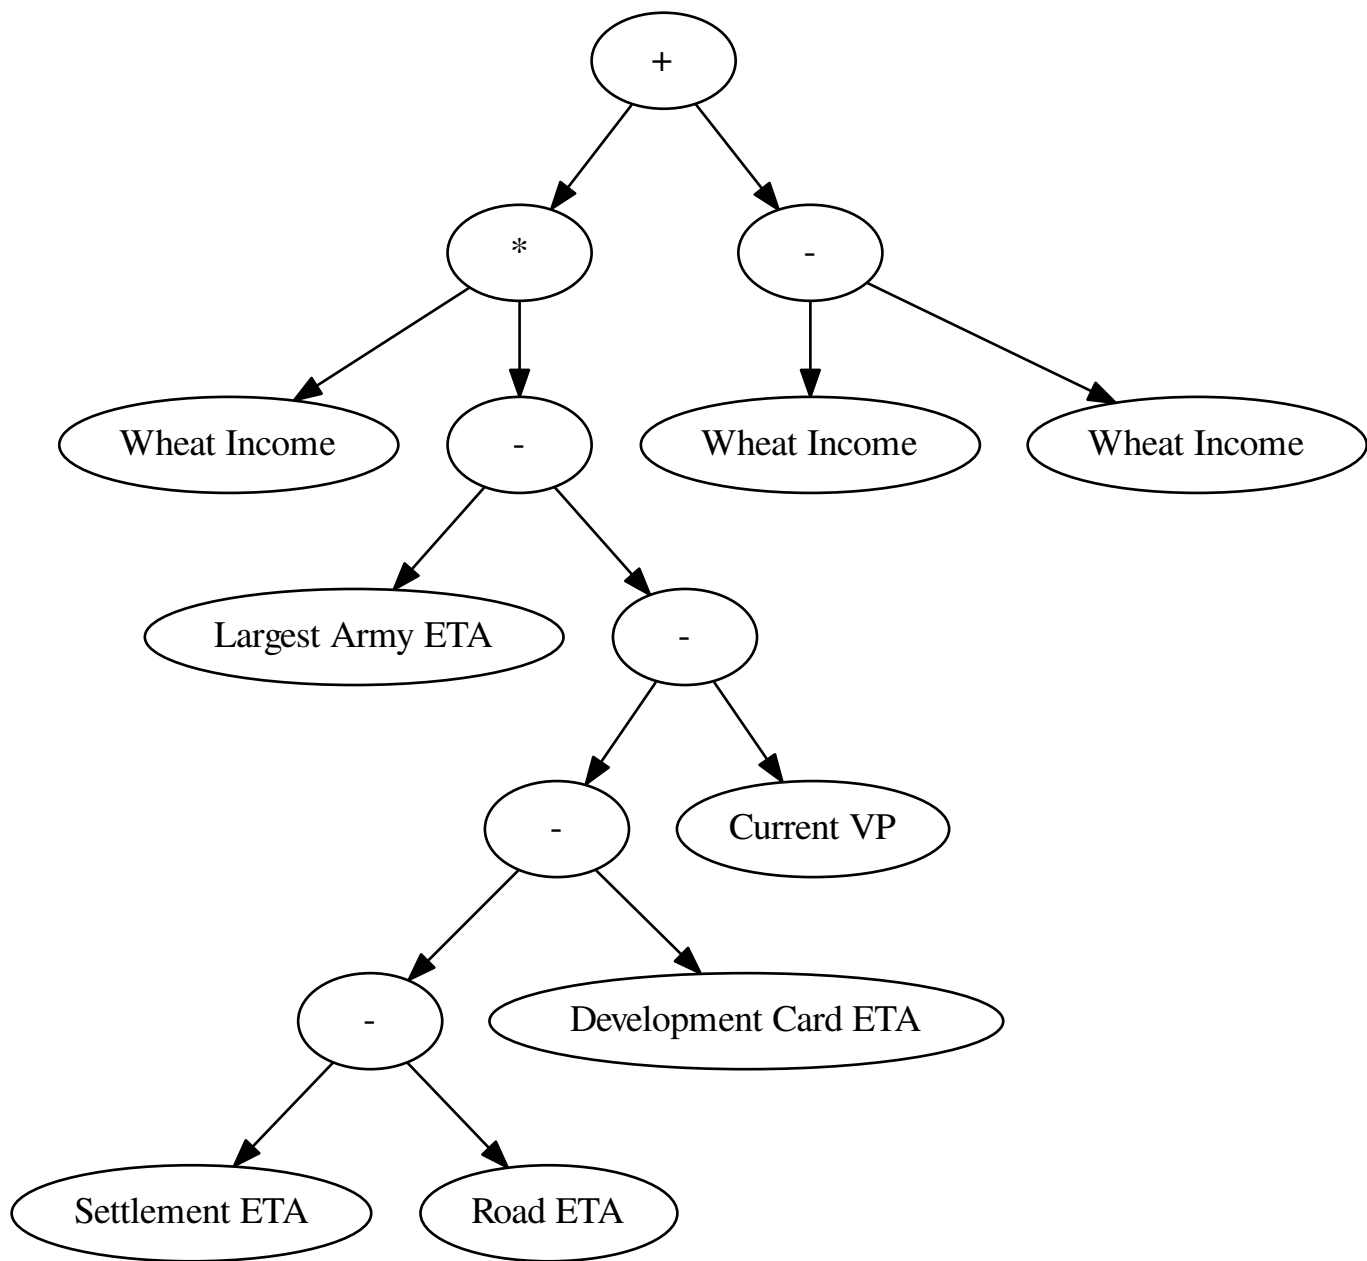 +
*
-
Wheat Income
-
Wheat Income
Wheat Income
Largest Army ETA
-
-
Current VP
-
Development Card ETA
Settlement ETA
Road ETA